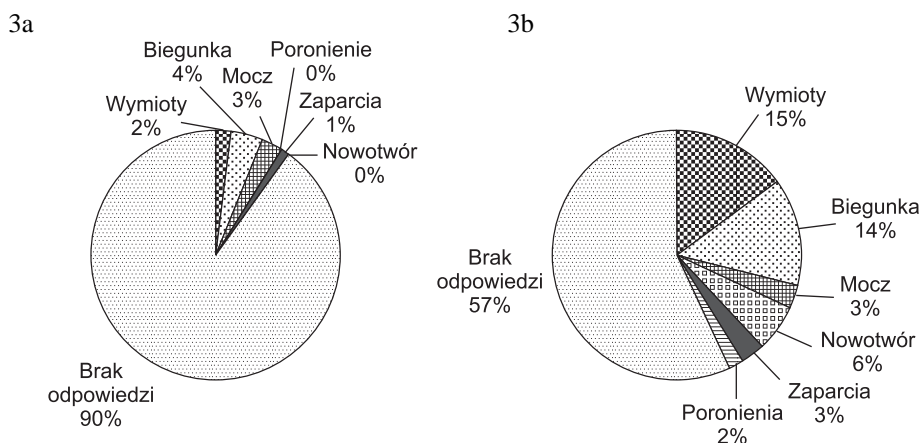 3a
Biegunka
4%
Mocz
3%
Poronienie
0%
Zaparcia
1%
Nowotwór
0%
Wymioty
2%
Brak
odpowiedzi
90%
3b
Wymioty
15%
Biegunka
14%
Mocz
3%
Nowotwór
6%
Zaparcia
3%
Poronienia
2%
Brak
odpowiedzi
57%